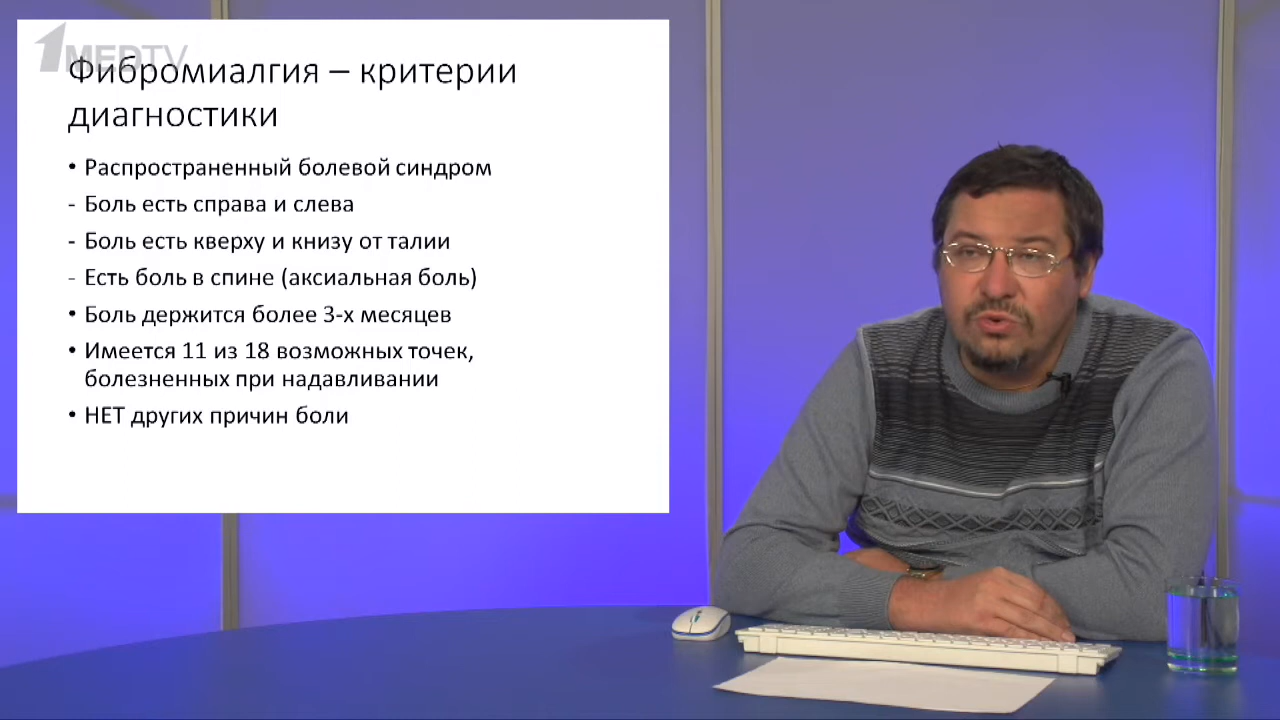 1MEDTV
Фибромиалгия – критерии
диагностики
• Распространенный болевой синдром
- Боль есть справа и слева
- Боль есть кверху и книзу от талии
- Есть боль в спине (аксиальная боль)
• Боль держится более 3-х месяцев
• Имеется 11 из 18 возможных точек,
болезненных при надавливании
• НЕТ других причин боли